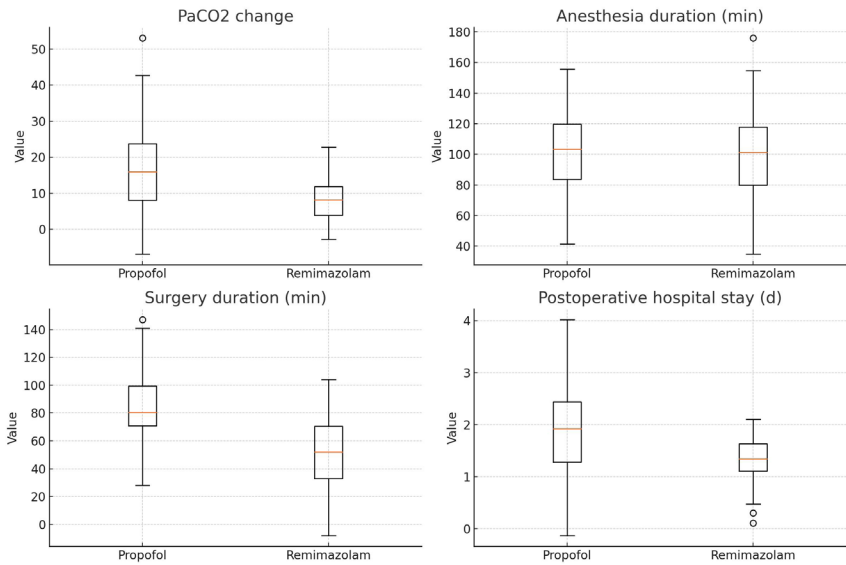 PaCO2 change
50
40
30
20
10
0
Value
Propofol
Remimazolam
Anesthesia duration (min)
180
160
140
120
100
80
60
40
Value
Propofol
Remimazolam
Surgery duration (min)
140
120
100
80
60
40
20
0
Value
Propofol
Remimazolam
Postoperative hospital stay (d)
4
3
2
1
0
Value
Propofol
Remimazolam